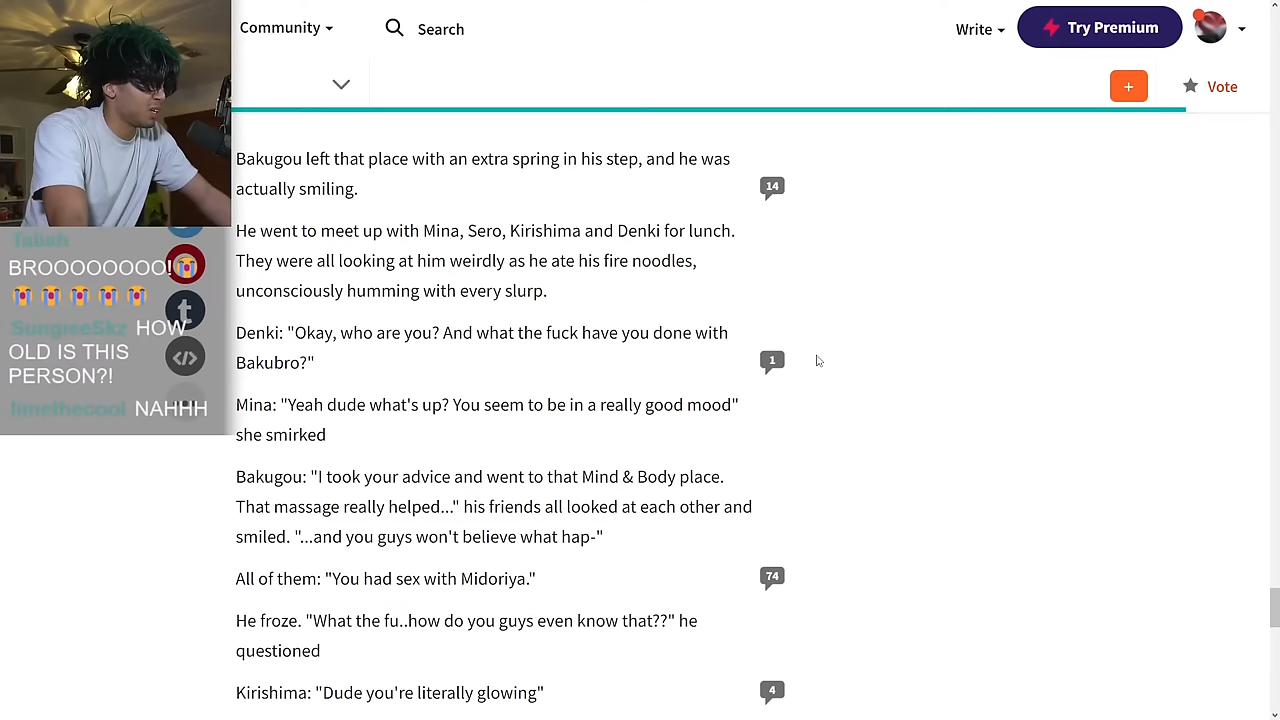 Community
Search
Write
Try Premium
+
Vote
Bakugou left that place with an extra spring in his step, and he was
actually smiling.
14
He went to meet up with Mina, Sero, Kirishima and Denki for lunch.
They were all looking at him weirdly as he ate his fire noodles,
unconsciously humming with every slurp.
Denki: "Okay, who are you? And what the fuck have you done with
Bakubro?"
1
Mina: "Yeah dude what's up? You seem to be in a really good mood"
she smirked
Bakugou: "I took your advice and went to that Mind & Body place.
That massage really helped..." his friends all looked at each other and
smiled. "...and you guys won't believe what hap-"
All of them: "You had sex with Midoriya."
74
He froze. "What the fu..how do you guys even know that??" he
questioned
Kirishima: "Dude you're literally glowing"
4
Taliah
BROOOOOOOO!😭
😭😭😭😭😭
SungieeSkz HOW
OLD IS THIS
PERSON?!
limethecool NAHHH
t
</>